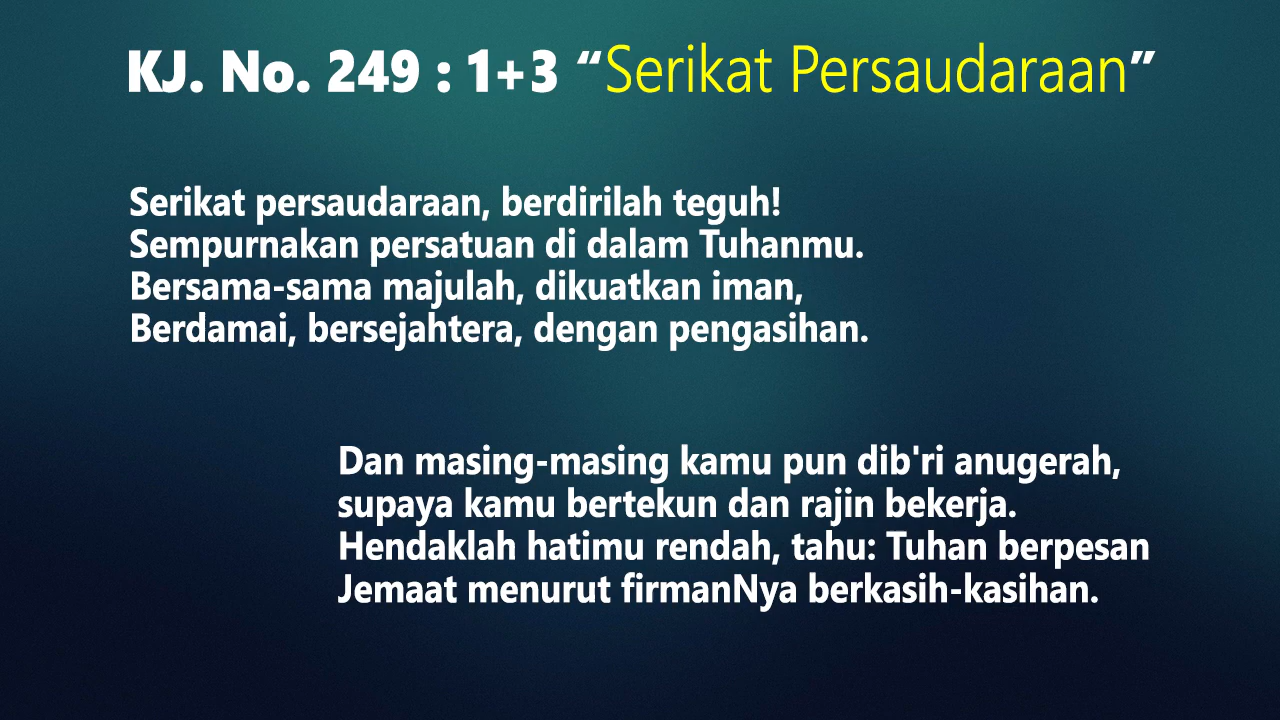 KJ. No. 249 : 1+3 “Serikat Persaudaraan”
Serikat persaudaraan, berdirilah teguh!
Sempurnakan persatuan di dalam Tuhanmu.
Bersama-sama majulah, dikuatkan iman,
Berdamai, bersejahtera, dengan pengasihan.
Dan masing-masing kamu pun dib'ri anugerah,
supaya kamu bertekun dan rajin bekerja.
Hendaklah hatimu rendah, tahu: Tuhan berpesan
Jemaat menurut firmanNya berkasih-kasihan.